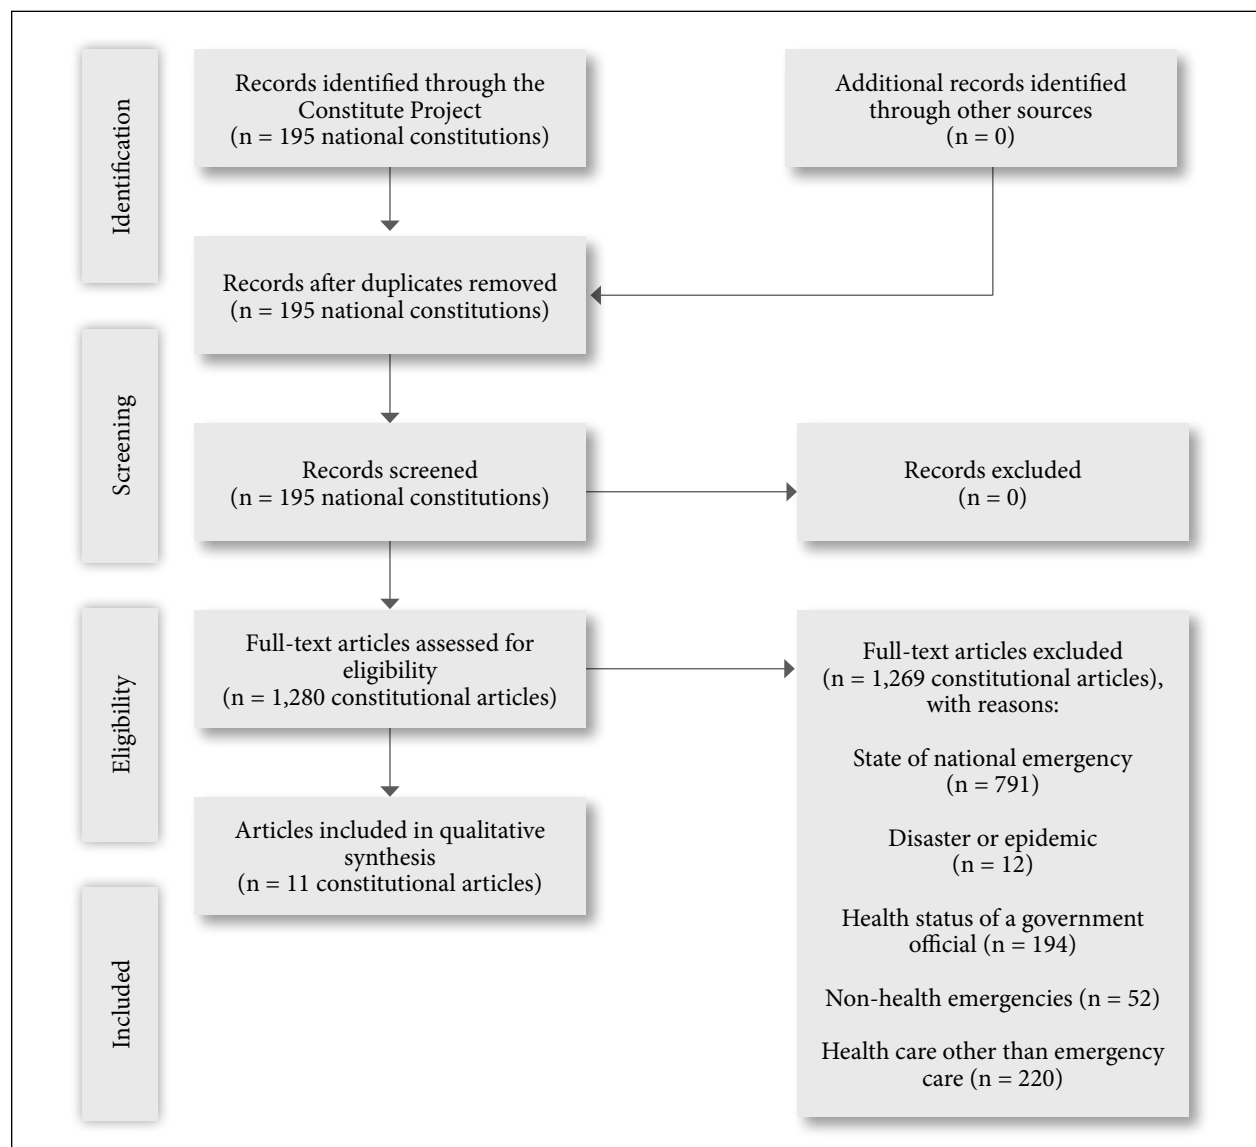 Identification
Records identified through the
Constitute Project
(n = 195 national constitutions)
Additional records identified
through other sources
(n = 0)
Records after duplicates removed
(n = 195 national constitutions)
Screening
Records screened
(n = 195 national constitutions)
Records excluded
(n = 0)
Eligibility
Full-text articles assessed for
eligibility
(n = 1,280 constitutional articles)
Full-text articles excluded
(n = 1,269 constitutional articles),
with reasons:
State of national emergency
(n = 791)
Disaster or epidemic
(n = 12)
Health status of a government
official (n = 194)
Non-health emergencies (n = 52)
Health care other than emergency
care (n = 220)
Articles included in qualitative
synthesis
(n = 11 constitutional articles)
Included